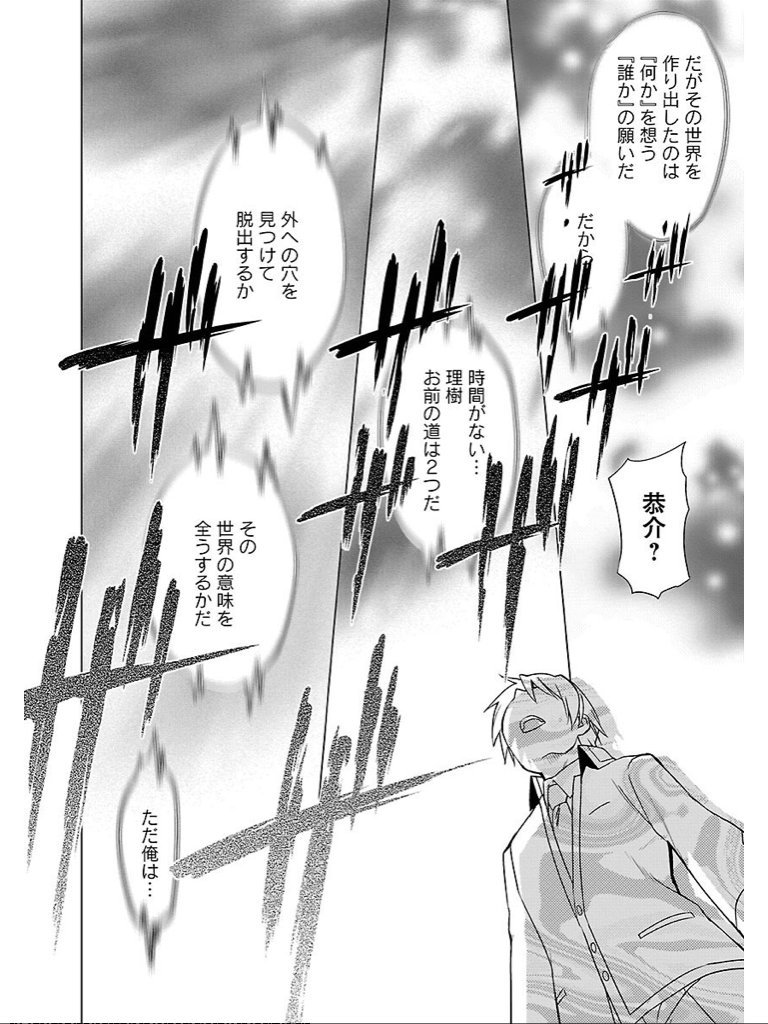 だがその世界を
作り出したのは
『何か』を想う
『誰か』の願いだ
だから
恭介？
時間がない…
理樹
お前の道は2つだ
外への穴を
見つけて
脱出するか
その
世界の意味を
全うするかだ
ただ俺は…